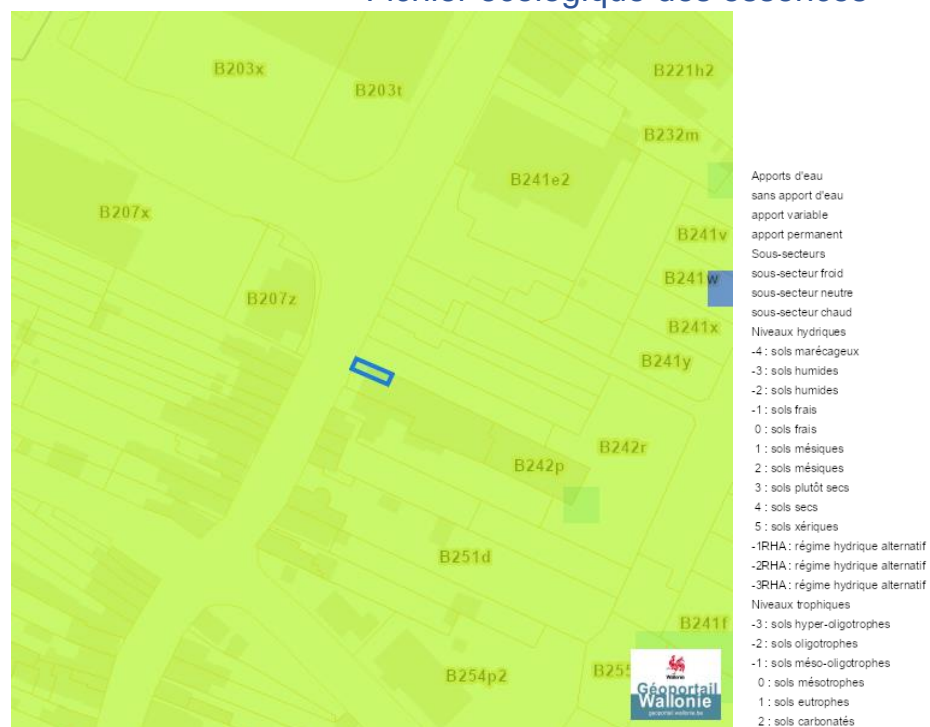 Fichier écologique des essences
B203x
B203t
B221h2
B232m
B241e2
B207x
B241v
B241w
B207z
B241x
B241y
B242r
B242p
B251d
B241f
B254p2
B255
Wallonie
Géoportail
Wallonie
geoportail.wallonie.be
Apports d'eau
sans apport d'eau
apport variable
apport permanent
Sous-secteurs
sous-secteur froid
sous-secteur neutre
sous-secteur chaud
Niveaux hydriques
-4 : sols marécageux
-3 : sols humides
-2 : sols humides
-1 : sols frais
0 : sols frais
1 : sols mésiques
2 : sols mésiques
3 : sols plutôt secs
4 : sols secs
5 : sols xériques
-1RHA : régime hydrique alternatif
-2RHA : régime hydrique alternatif
-3RHA : régime hydrique alternatif
Niveaux trophiques
-3 : sols hyper-oligotrophes
-2 : sols oligotrophes
-1 : sols méso-oligotrophes
0 : sols mésotrophes
1 : sols eutrophes
2 : sols carbonatés